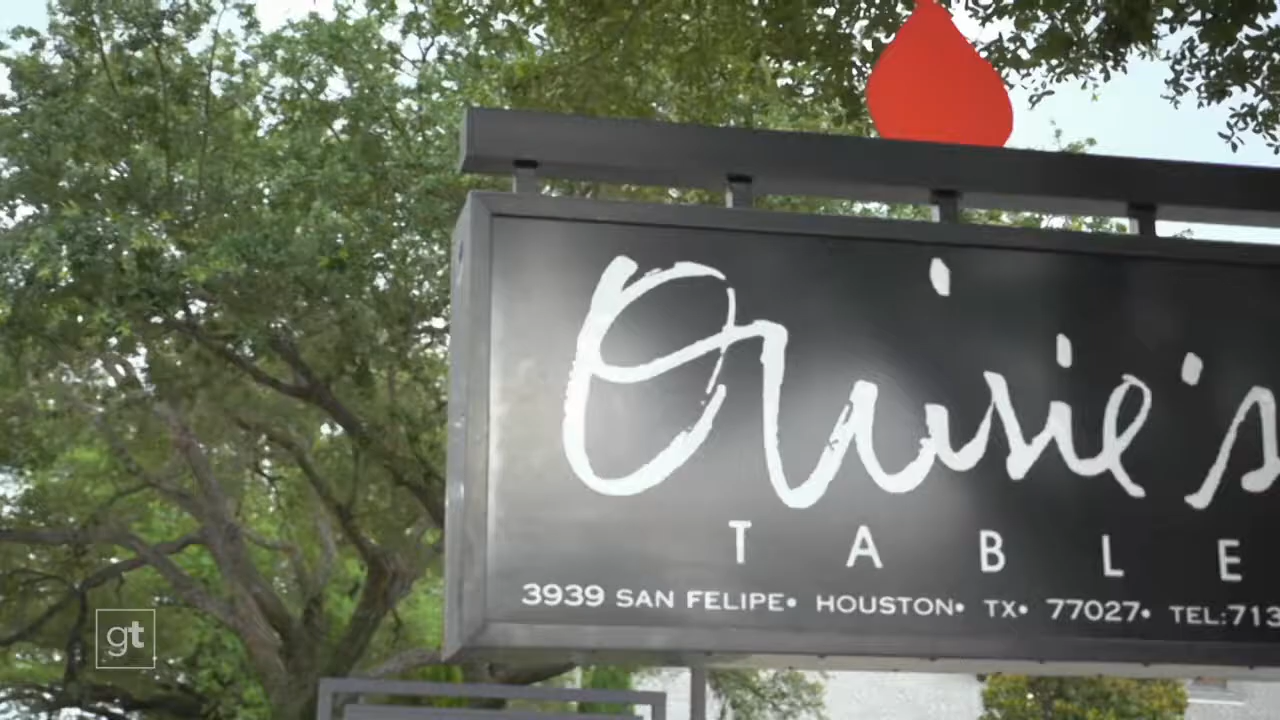 Ouisie's
TABLE
3939 SAN FELIPE• HOUSTON• TX• 77027• TEL:713
gt